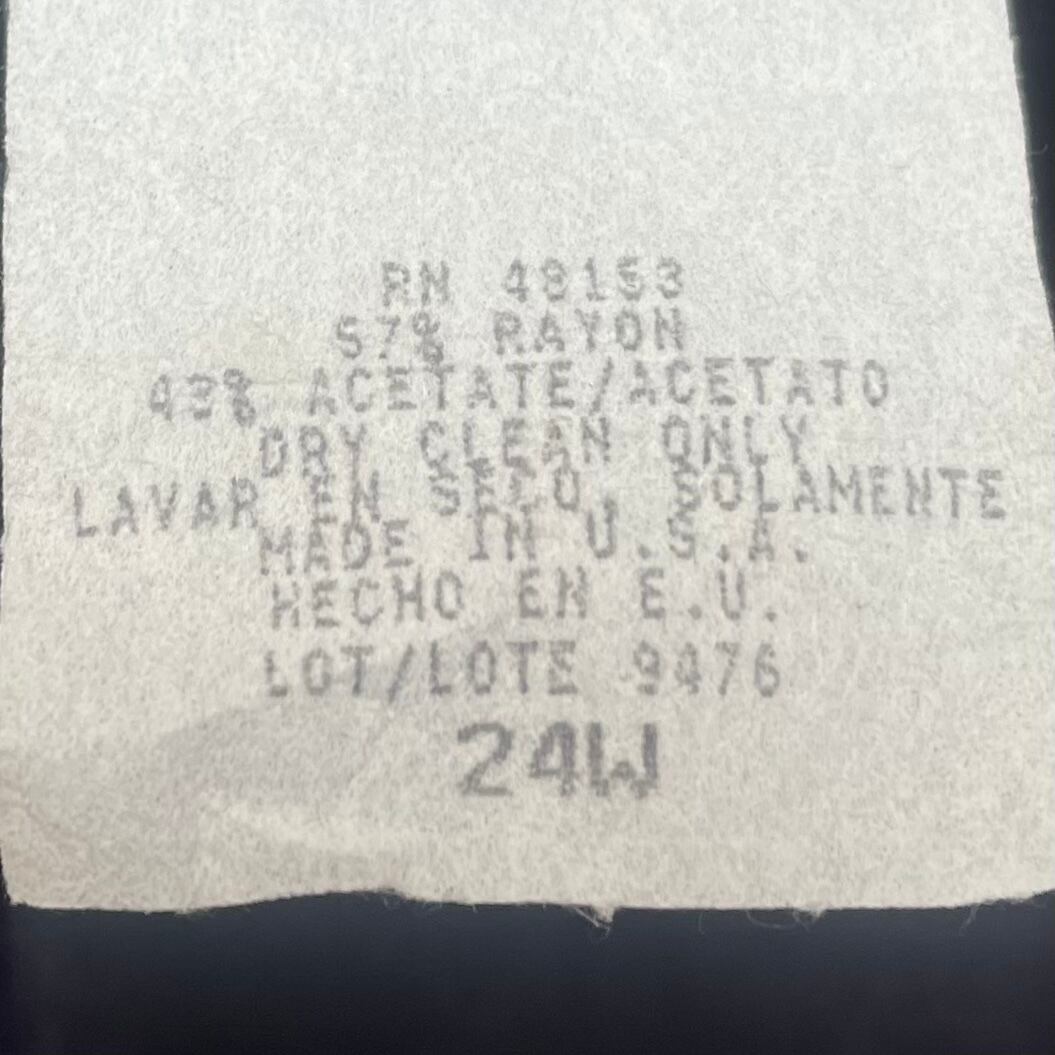 RN 48153
57% RAYON
43% ACETATE/ACETATO
DRY CLEAN ONLY
LAVAR EN SECO. SOLAMENTE
MADE IN U.S.A.
HECHO EN E.U.
LOT/LOTE 9476
24W